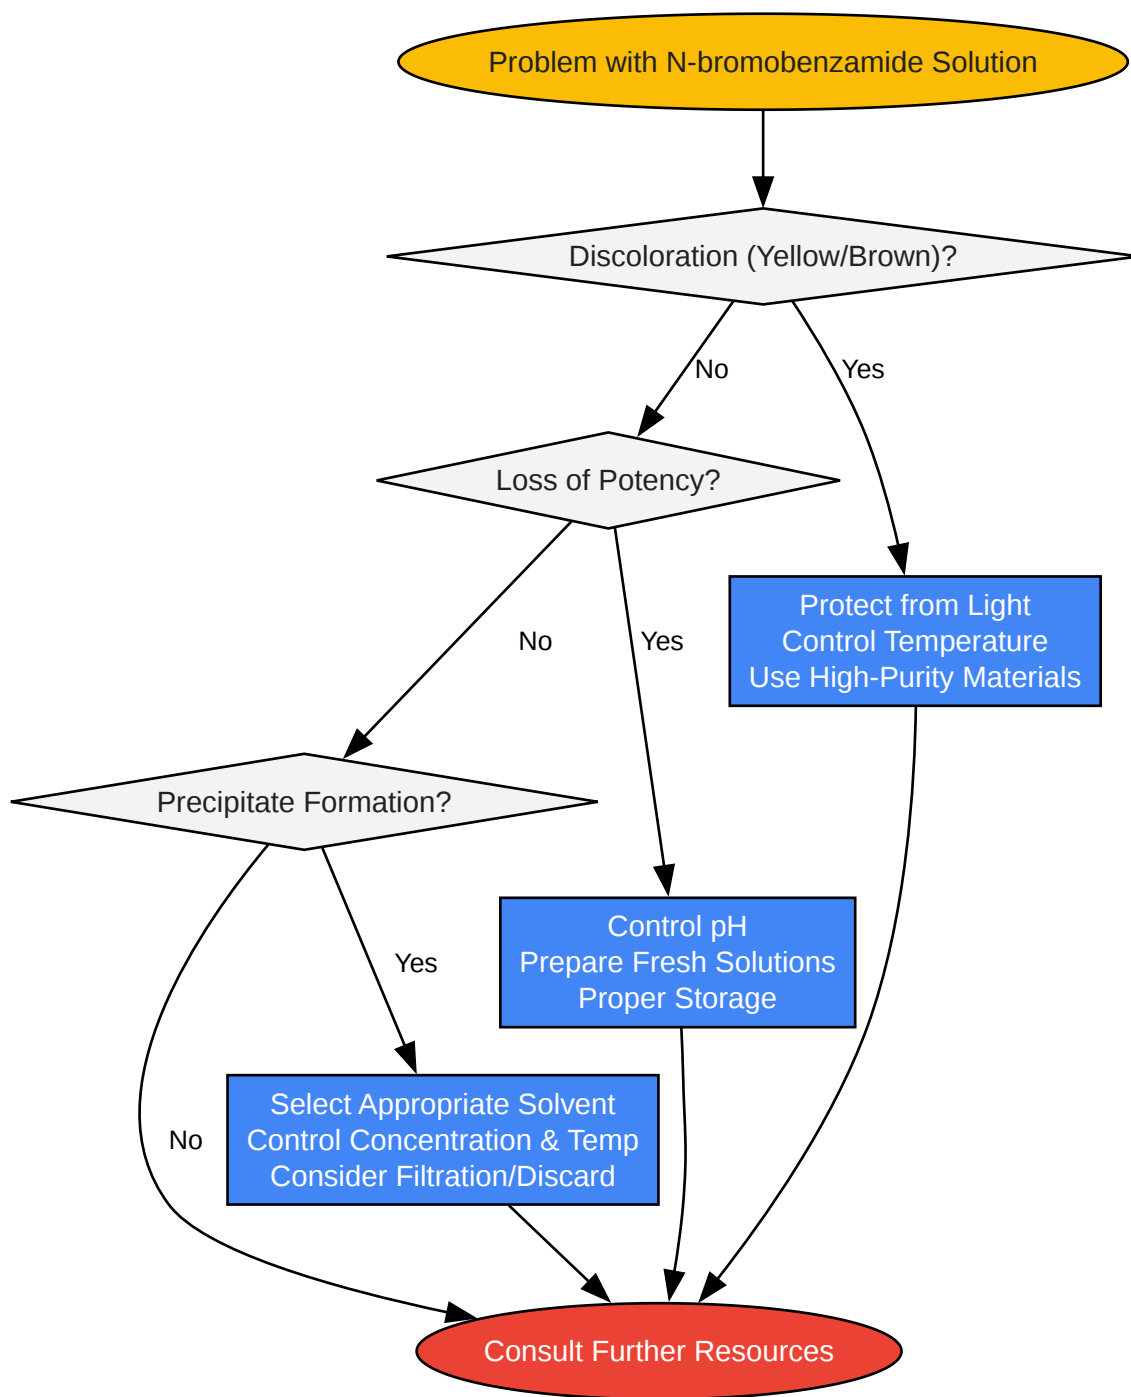 Problem with N-bromobenzamide Solution
Discoloration (Yellow/Brown)?
No
Yes
Loss of Potency?
Protect from Light
Control Temperature
Use High-Purity Materials
No
Yes
Precipitate Formation?
Control pH
Prepare Fresh Solutions
Proper Storage
Yes
No
Select Appropriate Solvent
Control Concentration & Temp
Consider Filtration/Discard
Consult Further Resources